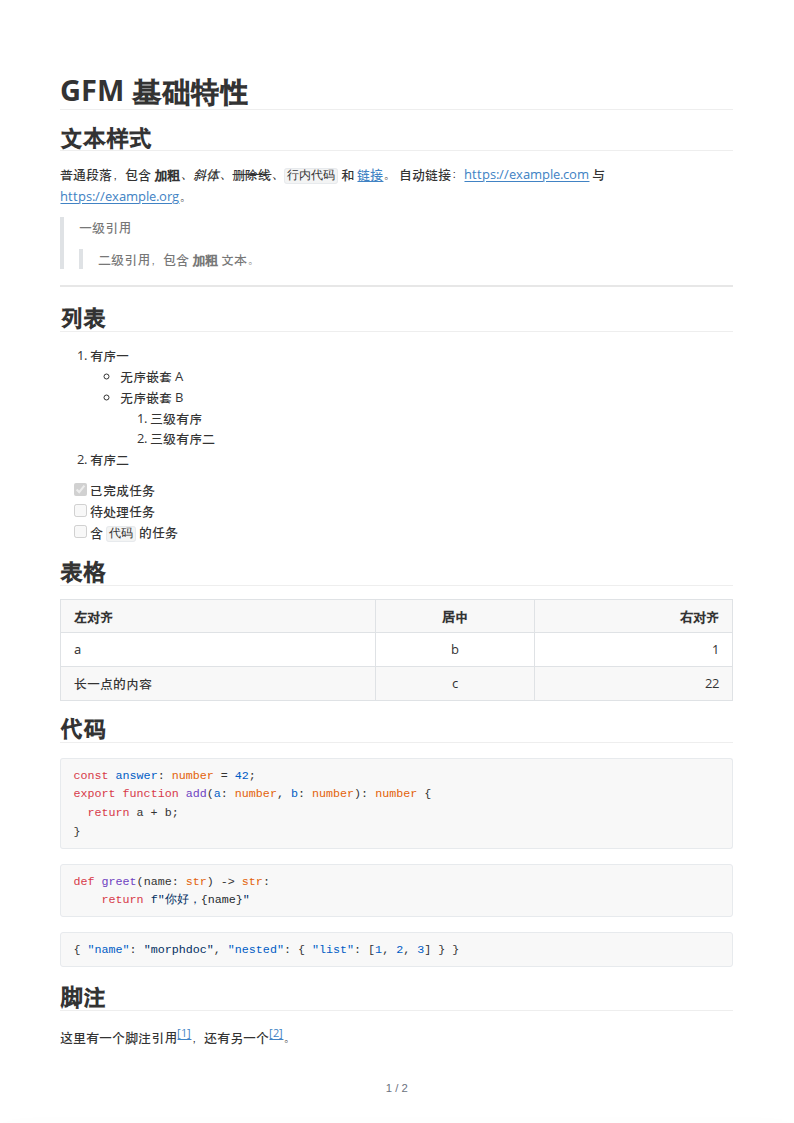 GFM 基础特性
文本样式
普通段落，包含 加粗、斜体、删除线、行内代码 和 链接。 自动链接：https://example.com 与
https://example.org。
一级引用
二级引用，包含 加粗 文本。
列表
1. 有序一
无序嵌套 A
无序嵌套 B
1. 三级有序
2. 三级有序二
2. 有序二
已完成任务
待处理任务
含 代码 的任务
表格
左对齐 居中 右对齐
a b 1
长一点的内容 c 22
代码
const answer: number = 42;
export function add(a: number, b: number): number {
  return a + b;
}
def greet(name: str) -> str:
    return f"你好，{name}"
{ "name": "morphdoc", "nested": { "list": [1, 2, 3] } }
脚注
这里有一个脚注引用[1]，还有另一个[2]。
1 / 2